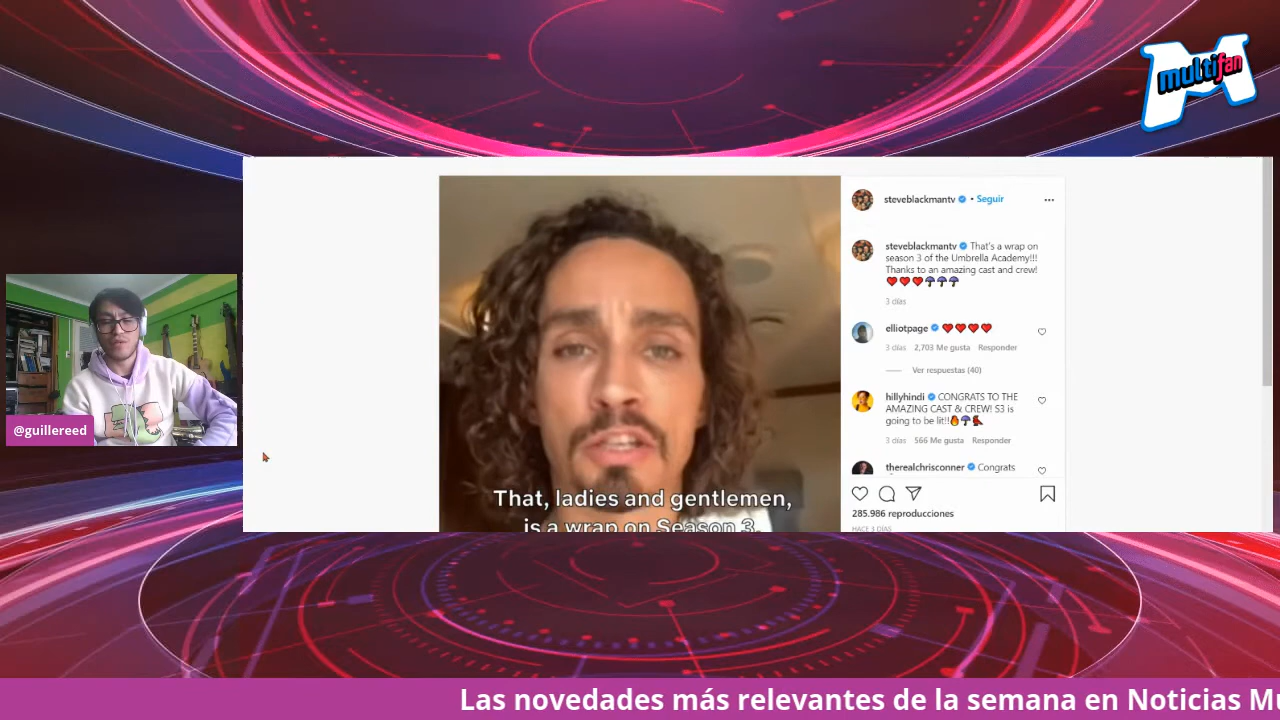 multifan
steveblackmantv • Seguir
steveblackmantv That's a wrap on
season 3 of the Umbrella Academy!!!
Thanks to an amazing cast and crew!
❤️❤️❤️☂☂☂
3 días
elliotpage ❤️❤️❤️❤️
3 días 2,703 Me gusta Responder
Ver respuestas (40)
hillyhindi CONGRATS TO THE
AMAZING CAST & CREW! S3 is
going to be lit!!🔥☂💃
3 días 566 Me gusta Responder
therealchrisconner Congrats
285.986 reproducciones
HACE 3 DÍAS
@guillereed
That, ladies and gentlemen,
is a wrap on Season 3.
Las novedades más relevantes de la semana en Noticias Mu